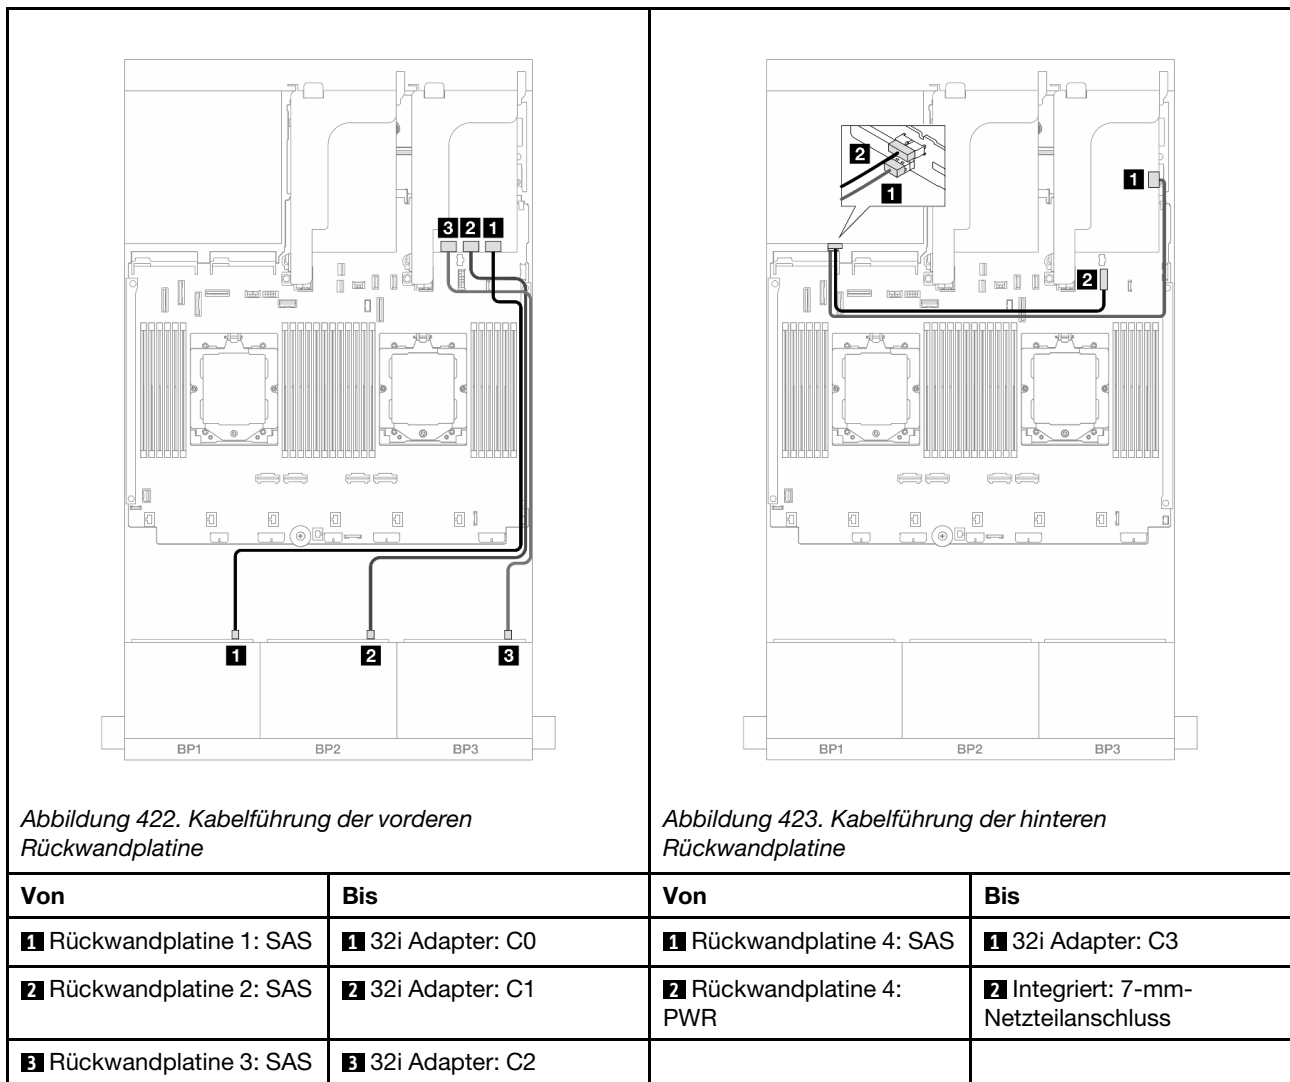 3 2 1
1 2 3
BP1 BP2 BP3
Abbildung 422. Kabelführung der vorderen
Rückwandplatine
2
1
1
2
BP1 BP2 BP3
Abbildung 423. Kabelführung der hinteren
Rückwandplatine
Von Bis Von Bis
1 Rückwandplatine 1: SAS 1 32i Adapter: C0 1 Rückwandplatine 4: SAS 1 32i Adapter: C3
2 Rückwandplatine 2: SAS 2 32i Adapter: C1 2 Rückwandplatine 4: 2 Integriert: 7-mm-
PWR Netzteilanschluss
3 Rückwandplatine 3: SAS 3 32i Adapter: C2